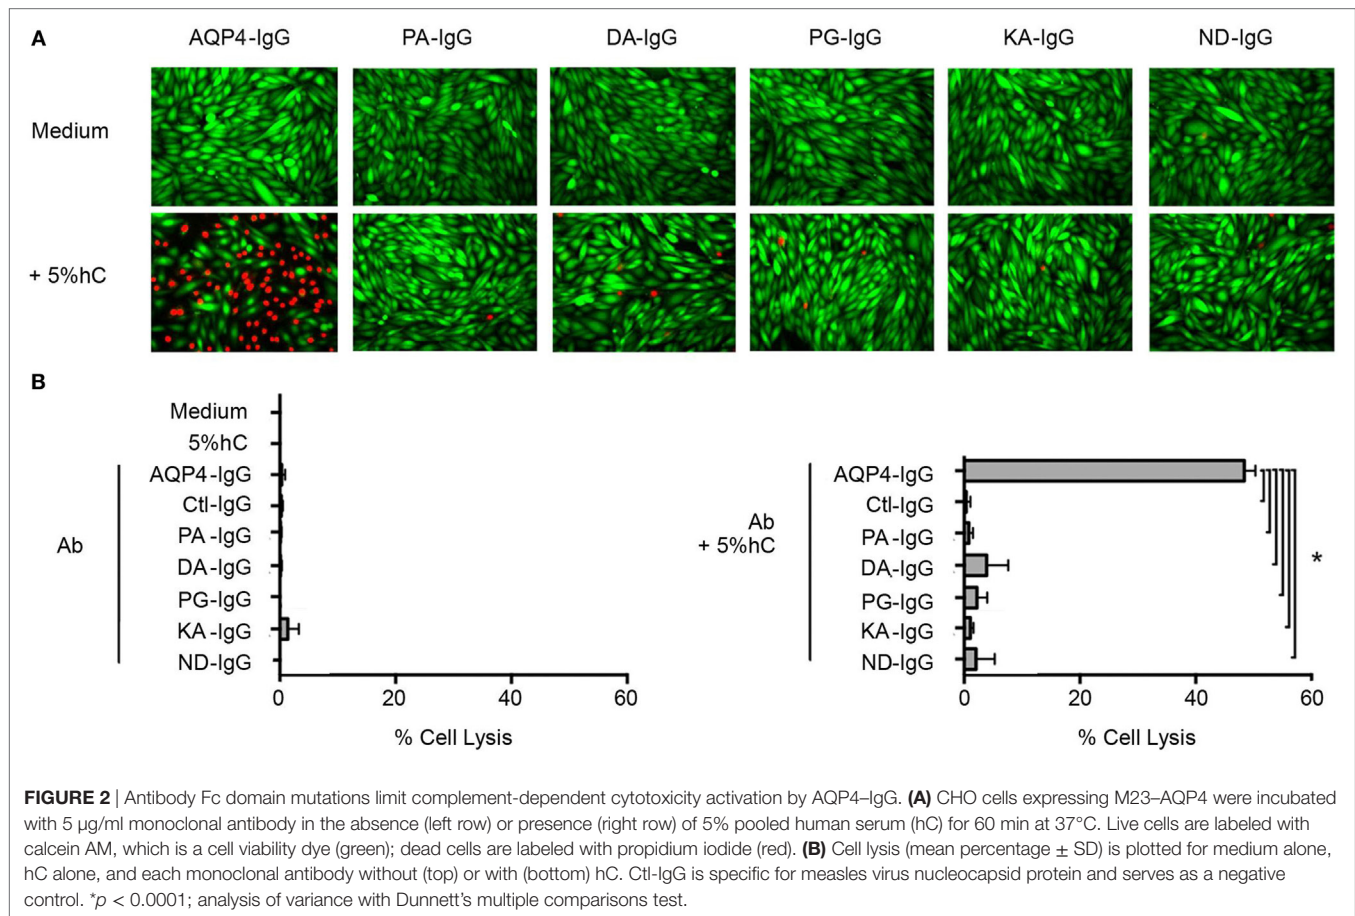 A
AQP4-IgG PA-IgG DA-IgG PG-IgG KA-IgG ND-IgG
Medium
+ 5%hC
B
Medium
5%hC
AQP4-IgG
Ctl-IgG
PA-IgG
DA-IgG
PG-IgG
KA-IgG
ND-IgG
Ab
0 20 40 60
% Cell Lysis
AQP4-IgG
Ctl-IgG
PA-IgG
DA-IgG
PG-IgG
KA-IgG
ND-IgG
Ab
+ 5%hC
*
0 20 40 60
% Cell Lysis
FIGURE 2 | Antibody Fc domain mutations limit complement-dependent cytotoxicity activation by AQP4–IgG. (A) CHO cells expressing M23–AQP4 were incubated
with 5 µg/ml monoclonal antibody in the absence (left row) or presence (right row) of 5% pooled human serum (hC) for 60 min at 37°C. Live cells are labeled with
calcein AM, which is a cell viability dye (green); dead cells are labeled with propidium iodide (red). (B) Cell lysis (mean percentage ± SD) is plotted for medium alone,
hC alone, and each monoclonal antibody without (top) or with (bottom) hC. Ctl-IgG is specific for measles virus nucleocapsid protein and serves as a negative
control. *p < 0.0001; analysis of variance with Dunnett's multiple comparisons test.